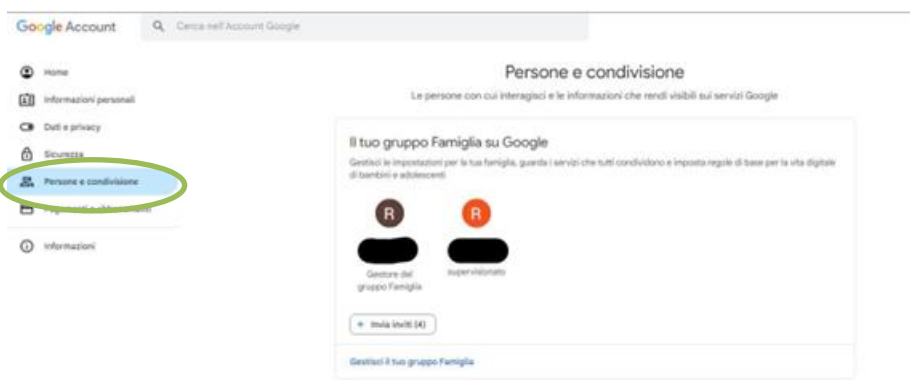 Google Account
Cerca nell'Account Google
Home
Informazioni personali
Dati e privacy
Sicurezza
Persone e condivisione
Informazioni
Persone e condivisione
Le persone con cui interagisci e le informazioni che rendi visibili sui servizi Google
Il tuo gruppo Famiglia su Google
Gestisci le impostazioni per la tua famiglia, guarda i servizi che tutti condividono e imposta regole di base per la vita digitale
di bambini e adolescenti
R
R
Gestore del
gruppo Famiglia
supervisionato
+ Invia inviti (4)
Gestisci il tuo gruppo Famiglia